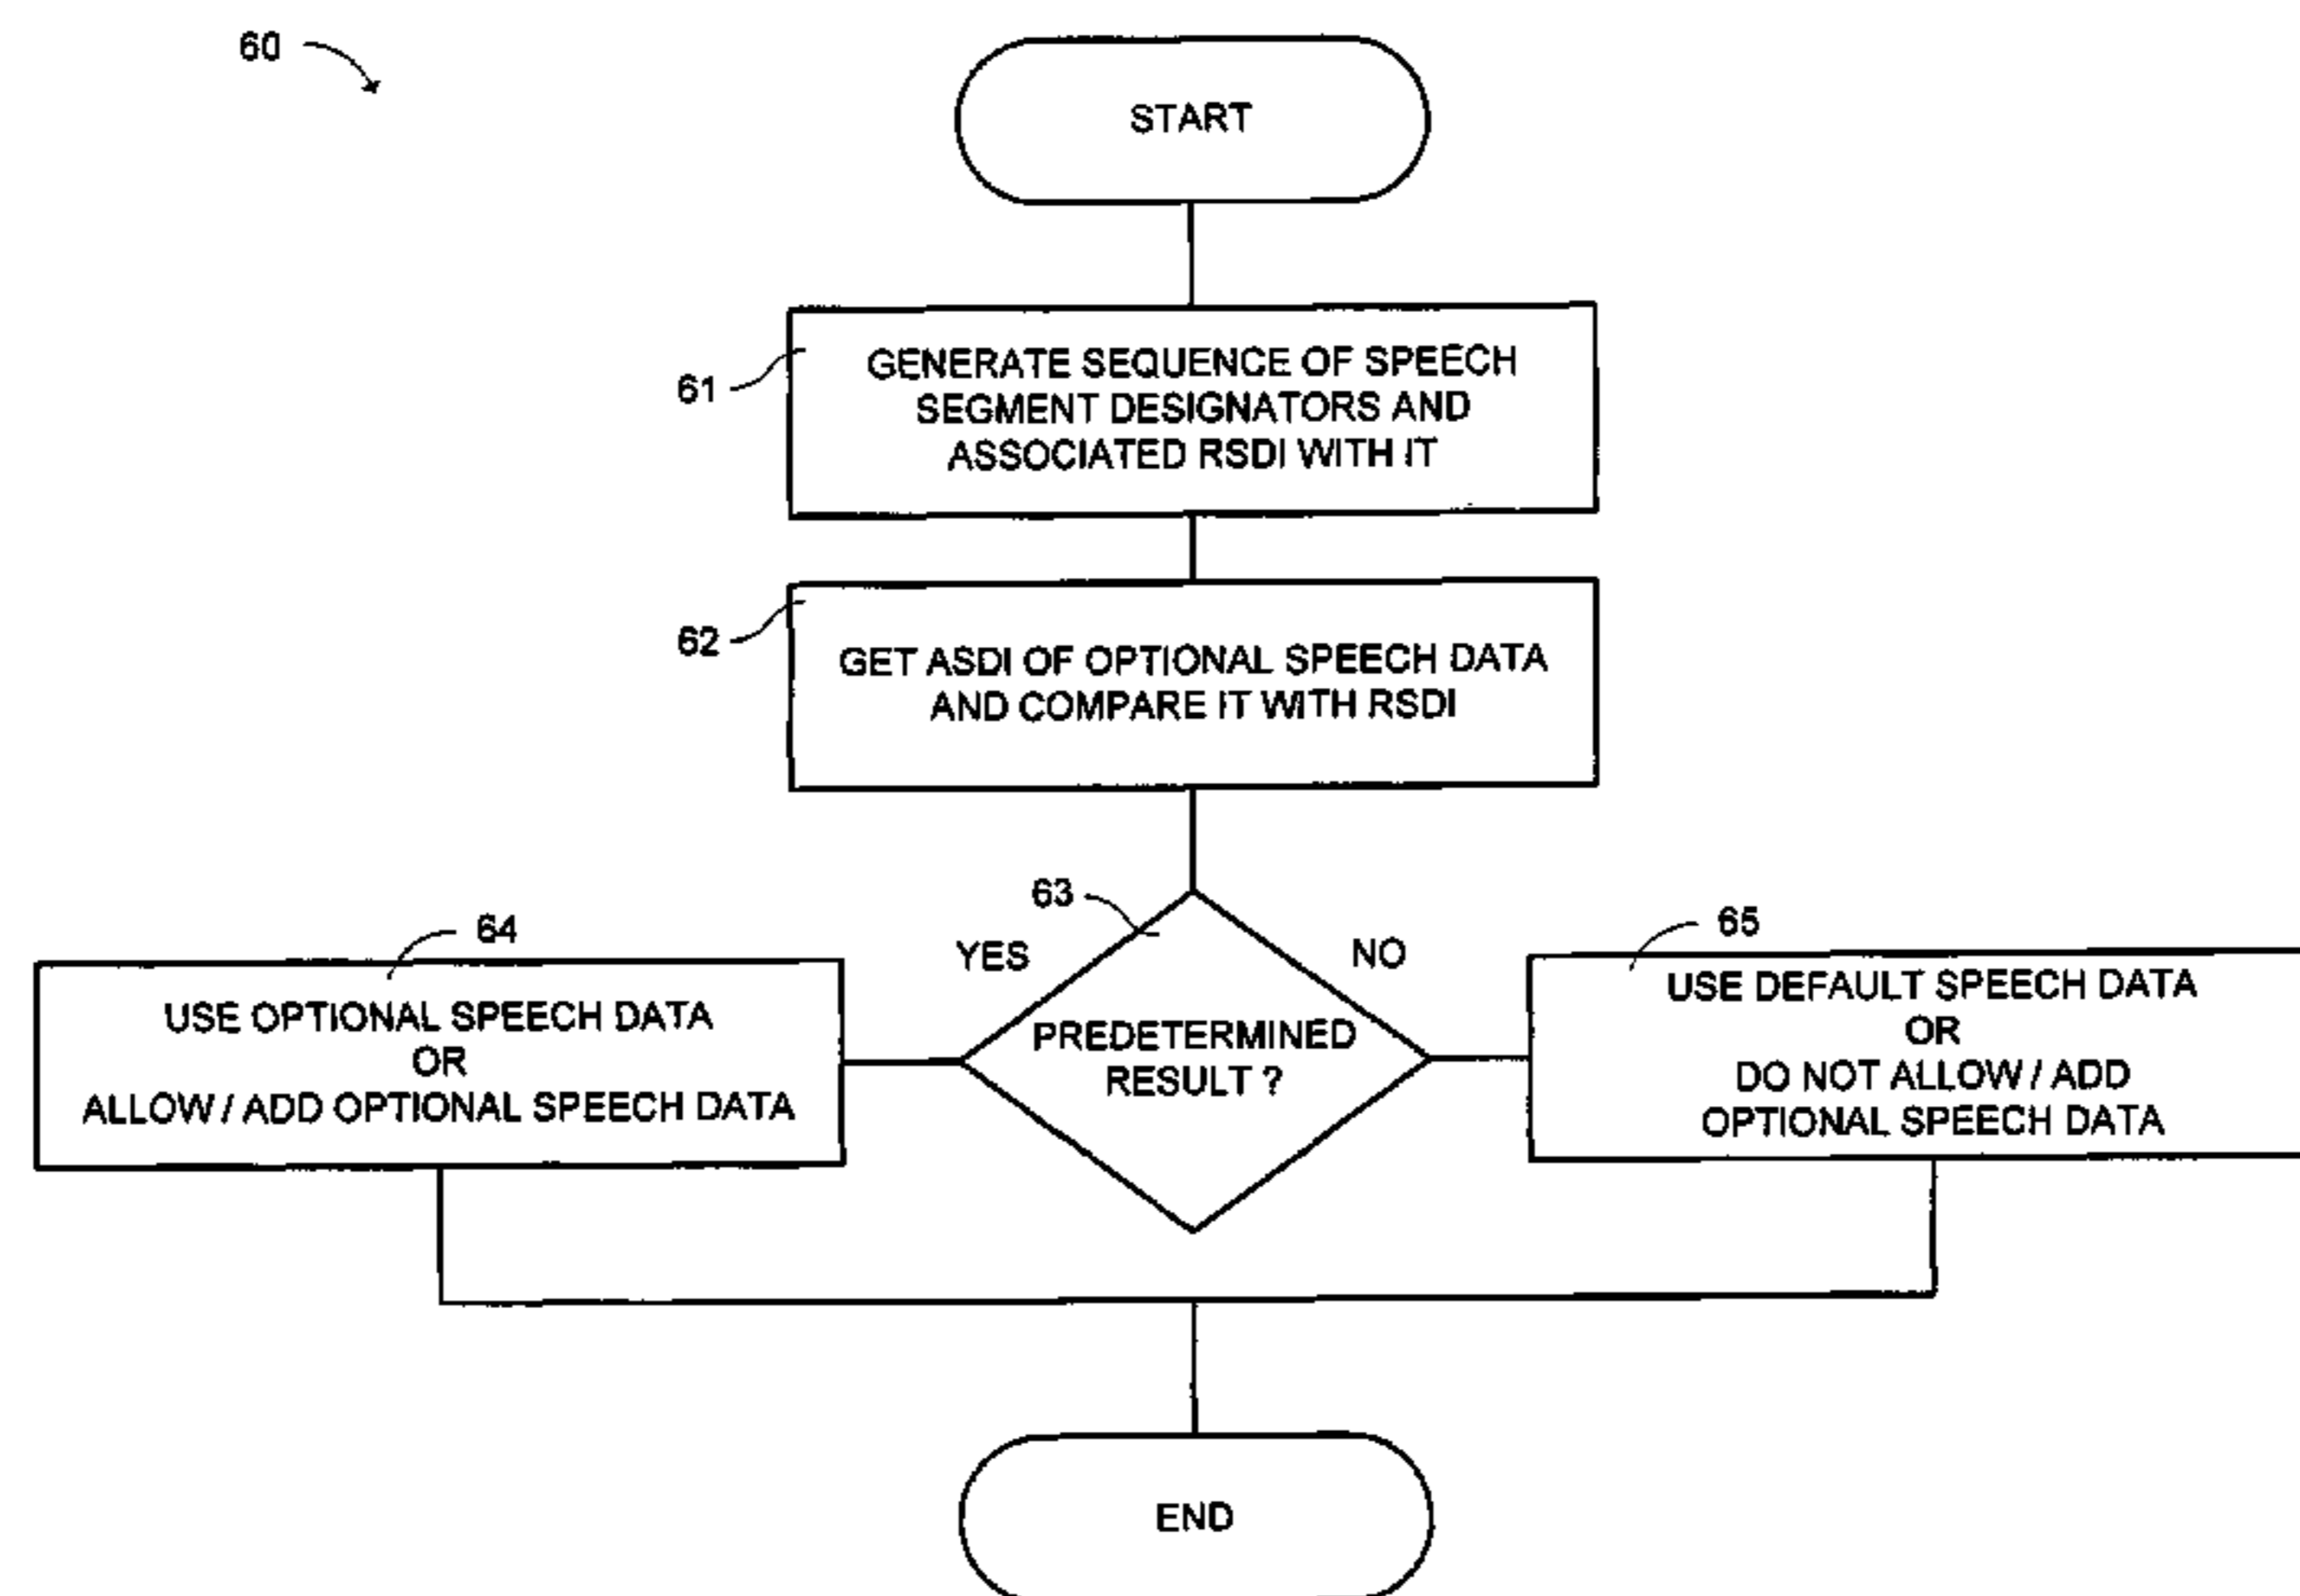 60
START
61
GENERATE SEQUENCE OF SPEECH
SEGMENT DESIGNATORS AND
ASSOCIATED RSDI WITH IT
62
GET ASDI OF OPTIONAL SPEECH DATA
AND COMPARE IT WITH RSDI
63
YES
NO
PREDETERMINED
RESULT ?
64
USE OPTIONAL SPEECH DATA
OR
ALLOW / ADD OPTIONAL SPEECH DATA
65
USE DEFAULT SPEECH DATA
OR
DO NOT ALLOW / ADD
OPTIONAL SPEECH DATA
END